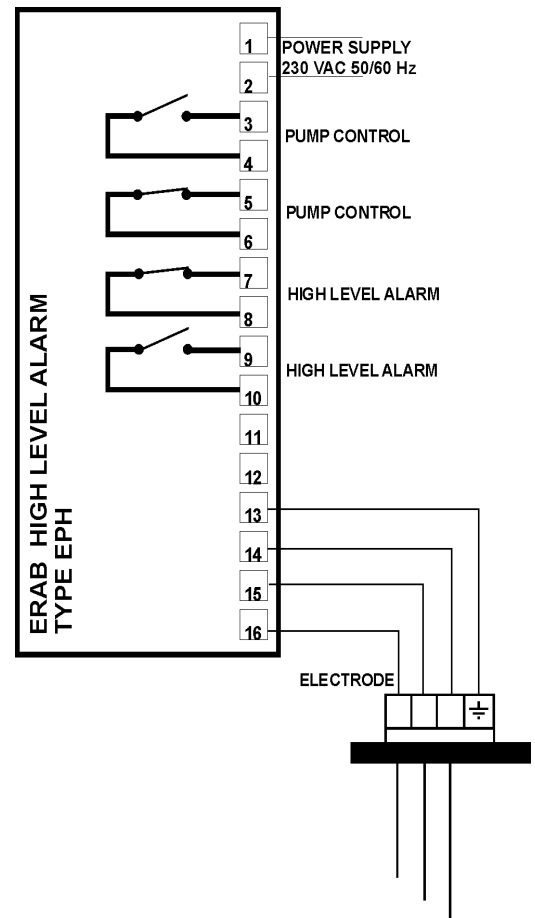 1
POWER SUPPLY
2
230 VAC 50/60 Hz
3
PUMP CONTROL
4
5
PUMP CONTROL
6
7
HIGH LEVEL ALARM
8
9
HIGH LEVEL ALARM
10
11
12
13
14
15
16
ERAB HIGH LEVEL ALARM
TYPE EPH
ELECTRODE